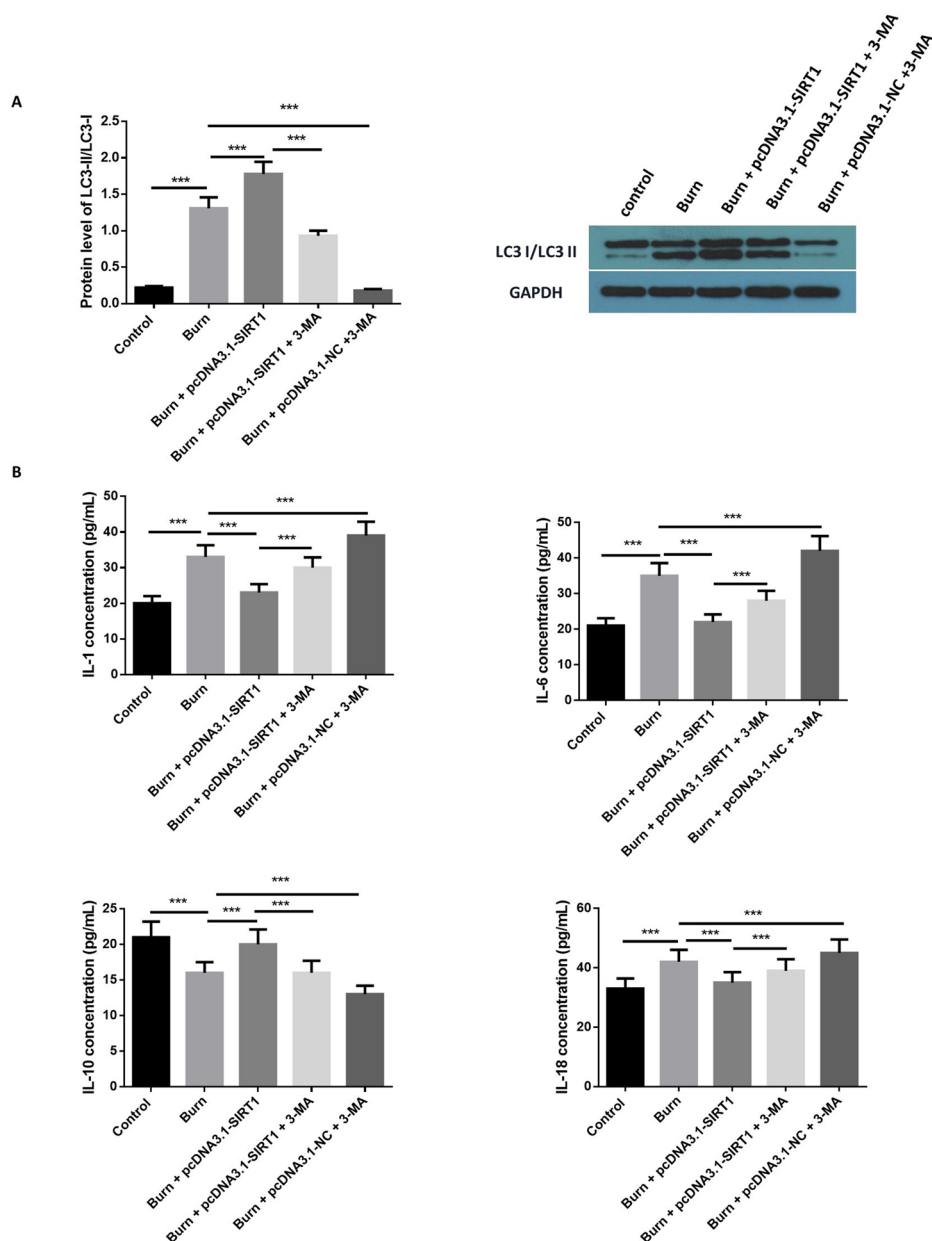 A
Protein level of LC3-II/LC3-I
2.5
2.0
1.5
1.0
0.5
0.0
***
***
***
***
Control
Burn
Burn + pcDNA3.1-SIRT1
Burn + pcDNA3.1-SIRT1 + 3-MA
Burn + pcDNA3.1-NC +3-MA
control
Burn
Burn + pcDNA3.1-SIRT1
Burn + pcDNA3.1-SIRT1 + 3-MA
Burn + pcDNA3.1-NC +3-MA
LC3 I/LC3 II
GAPDH
B
IL-1 concentration (pg/mL)
50
40
30
20
10
0
***
***
***
***
Control
Burn
Burn + pcDNA3.1-SIRT1
Burn + pcDNA3.1-SIRT1 + 3-MA
Burn + pcDNA3.1-NC + 3-MA
IL-6 concentration (pg/mL)
50
40
30
20
10
0
***
***
***
***
Control
Burn
Burn + pcDNA3.1-SIRT1
Burn + pcDNA3.1-SIRT1 + 3-MA
Burn + pcDNA3.1-NC + 3-MA
IL-10 concentration (pg/mL)
25
20
15
10
5
0
***
***
***
***
Control
Burn
Burn + pcDNA3.1-SIRT1
Burn + pcDNA3.1-SIRT1 + 3-MA
Burn + pcDNA3.1-NC + 3-MA
IL-18 concentration (pg/mL)
60
40
20
0
***
***
***
***
Control
Burn
Burn + pcDNA3.1-SIRT1
Burn + pcDNA3.1-SIRT1 + 3-MA
Burn + pcDNA3.1-NC + 3-MA